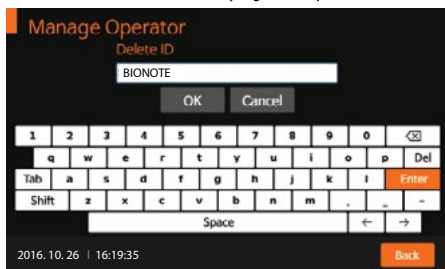 Manage Operator
Delete ID
BIONOTE
OK Cancel
1 2 3 4 5 6 7 8 9 0
q w e r t y u i o p Del
Tab a s d f g h j k l Enter
Shift z x c v b n m . _ -
Space ← →
2016. 10. 26 | 16:19:35 Back